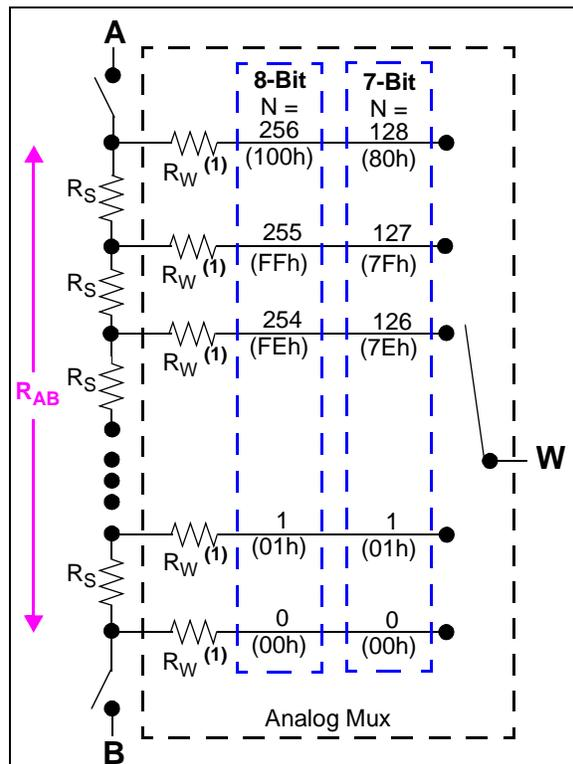 A
8-Bit
N =
7-Bit
N =
256
(100h)
128
(80h)
RW (1)
RS
255
(FFh)
127
(7Fh)
RW (1)
RS
254
(FEh)
126
(7Eh)
RW (1)
RS
RAB
W
1
(01h)
1
(01h)
RW (1)
RS
0
(00h)
0
(00h)
RW (1)
Analog Mux
B